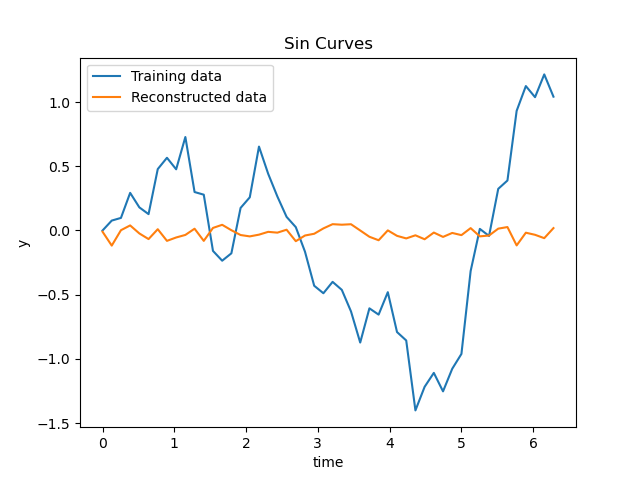 Sin Curves
Training data
Reconstructed data
1.0
0.5
0.0
−0.5
−1.0
−1.5
y
0 1 2 3 4 5 6
time